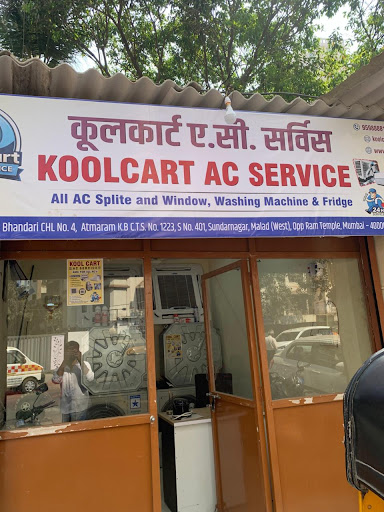 कूलकार्ट ए.सी. सर्विस
KOOLCART AC SERVICE
All AC Splite and Window, Washing Machine & Fridge
Bhandari CHL No. 4, Atmaram K.B C.T.S. No. 1223, S No. 401, Sundarnagar, Malad (West), Opp Ram Temple, Mumbai -
KOOL CART